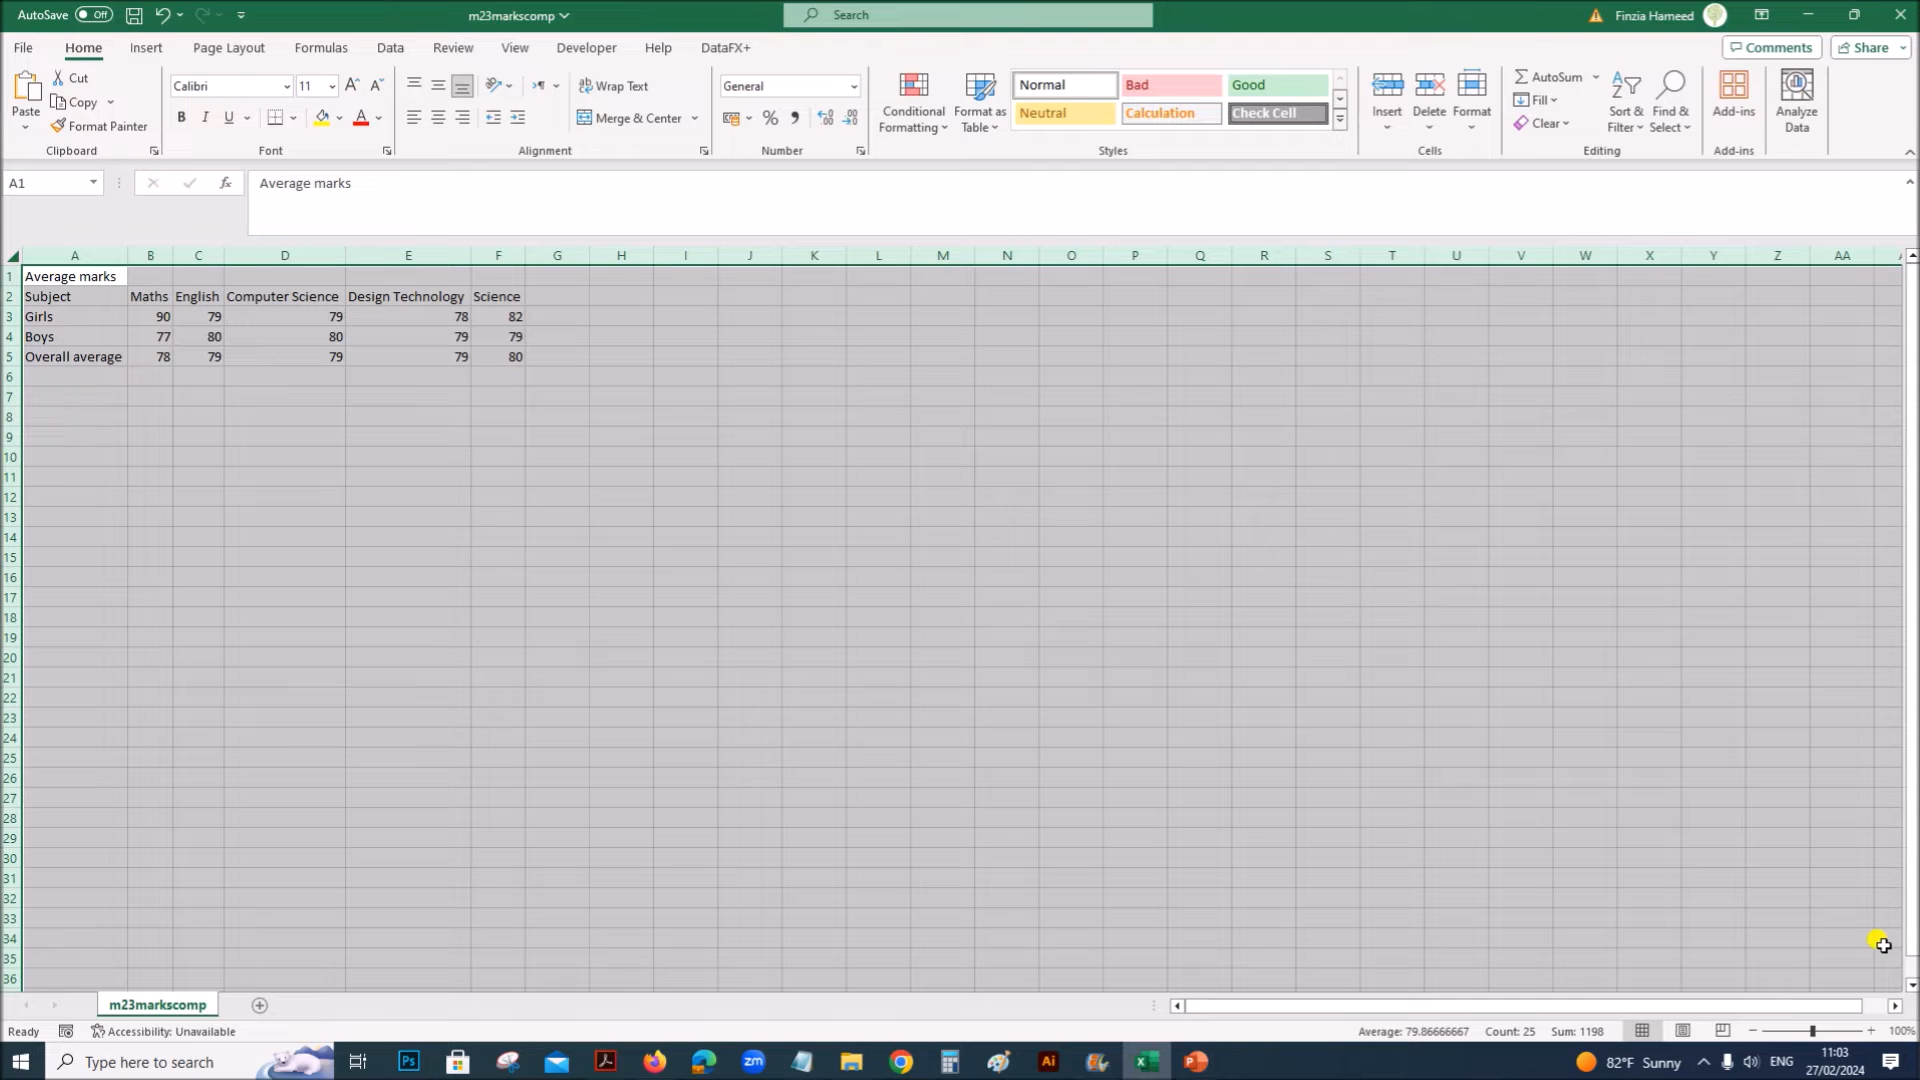 AutoSave Off m23markscomp Search Finzia Hameed
File Home Insert Page Layout Formulas Data Review View Developer Help DataFX+ Comments Share
Paste Cut Copy Format Painter
Clipboard
Calibri 11
B I U
Font
Wrap Text
Merge & Center
Alignment
General
%
Number
Conditional Formatting
Format as Table
Normal Bad Good
Neutral Calculation Check Cell
Styles
Insert Delete Format
Cells
AutoSum
Fill
Clear
Sort & Filter
Find & Select
Editing
Add-ins
Add-ins
Analyze Data
A1 fx Average marks
A B C D E F G H I J K L M N O P Q R S T U V W X Y Z AA
1 Average marks
2 Subject Maths English Computer Science Design Technology Science
3 Girls 90 79 79 78 82
4 Boys 77 80 80 79 79
5 Overall average 78 79 79 79 80
6
7
8
9
10
11
12
13
14
15
16
17
18
19
20
21
22
23
24
25
26
27
28
29
30
31
32
33
34
35
36
m23markscomp
Ready Accessibility: Unavailable Average: 79.86666667 Count: 25 Sum: 1198 100%
Type here to search Ps zm Ai 82°F Sunny ENG 11:03
27/02/2024